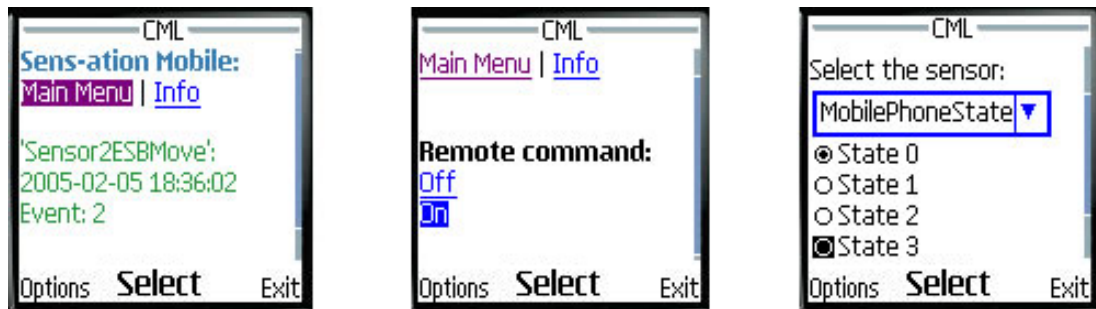 CML
Sens-ation Mobile:
Main Menu | Info
'Sensor2ESBMove':
2005-02-05 18:36:02
Event: 2
Options Select Exit
CML
Main Menu | Info
Remote command:
Off
On
Options Select Exit
CML
Select the sensor:
MobilePhoneState
State 0
State 1
State 2
State 3
Options Select Exit